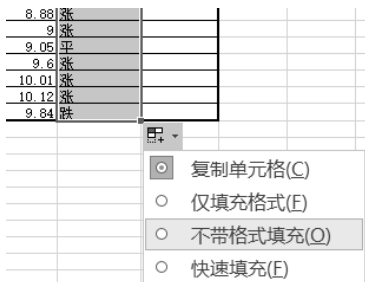 8.88 涨
9 涨
9.05 平
9.6 涨
10.01 涨
10.12 涨
9.84 跌
复制单元格(C)
仅填充格式(F)
不带格式填充(O)
快速填充(F)